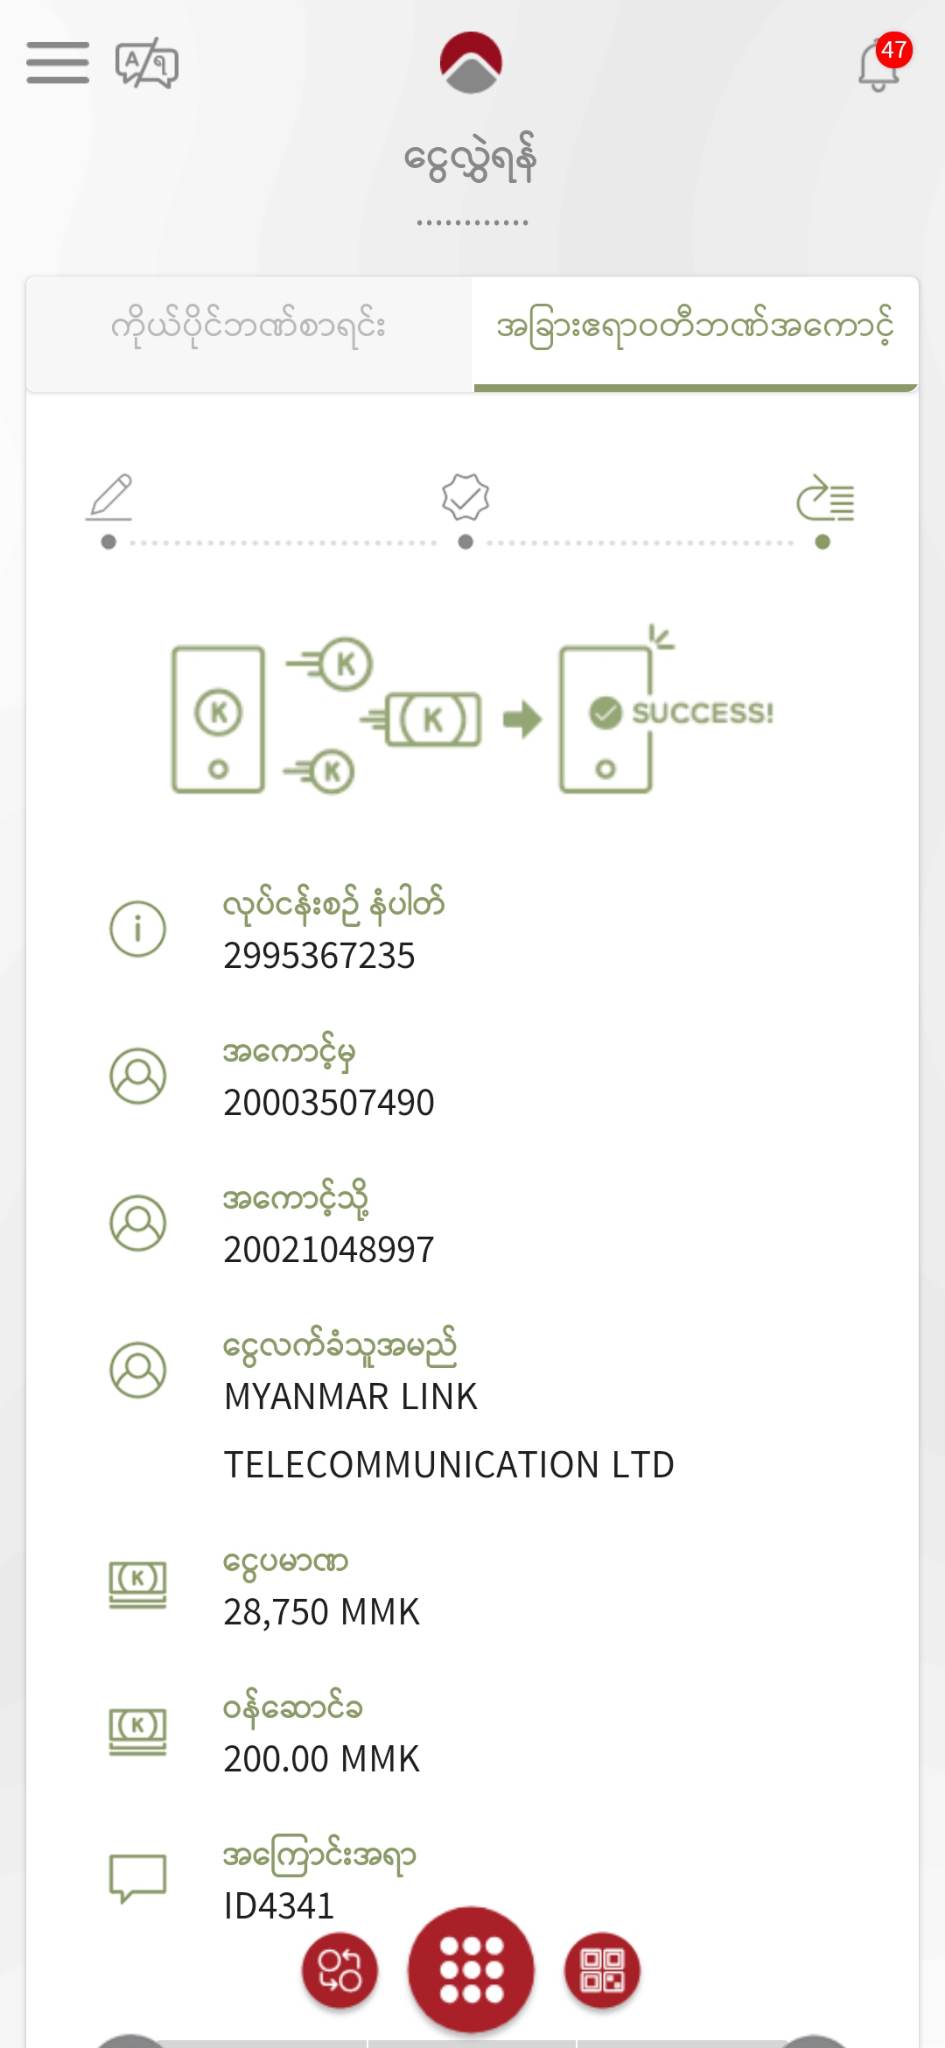 A ရ
47
ငွေလွှဲရန်
ကိုယ်ပိုင်ဘဏ်စာရင်း
အခြားဧရာဝတီဘဏ်အကောင့်
K
K
K
K
SUCCESS!
လုပ်ငန်းစဉ် နံပါတ်
2995367235
အကောင့်မှ
20003507490
အကောင့်သို့
20021048997
ငွေလက်ခံသူအမည်
MYANMAR LINK
TELECOMMUNICATION LTD
ငွေပမာဏ
K
28,750 MMK
ဝန်ဆောင်ခ
K
200.00 MMK
အကြောင်းအရာ
ID4341